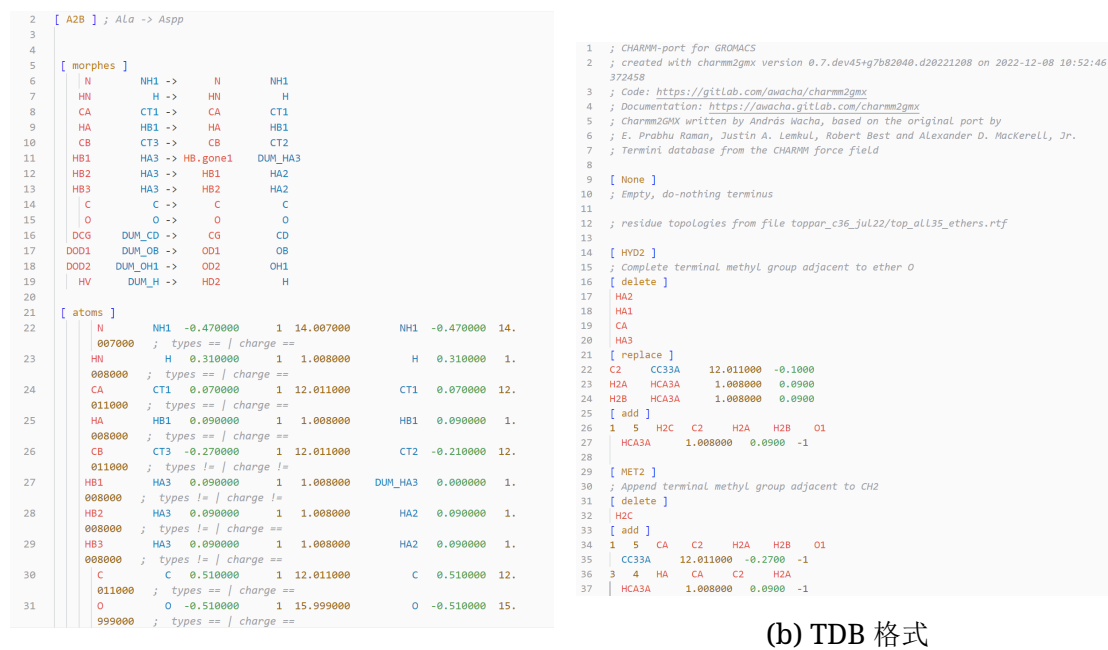 2 [ A2B ] ; Ala -> Aspp
3
4
5 [ morphes ]
6 N NH1 -> N NH1
7 HN H -> HN H
8 CA CT1 -> CA CT1
9 HA HB1 -> HA HB1
10 CB CT3 -> CB CT2
11 HB1 HA3 -> HB.gone1 DUM_HA3
12 HB2 HA3 -> HB1 HA2
13 HB3 HA3 -> HB2 HA2
14 C C -> C C
15 O O -> O O
16 DCG DUM_CD -> CG CD
17 DOD1 DUM_OB -> OD1 OB
18 DOD2 DUM_OH1 -> OD2 OH1
19 HV DUM_H -> HD2 H
20
21 [ atoms ]
22 N NH1 -0.470000 1 14.007000 NH1 -0.470000 14.
007000 ; types == | charge ==
23 HN H 0.310000 1 1.008000 H 0.310000 1.
008000 ; types == | charge ==
24 CA CT1 0.070000 1 12.011000 CT1 0.070000 12.
011000 ; types == | charge ==
25 HA HB1 0.090000 1 1.008000 HB1 0.090000 1.
008000 ; types == | charge ==
26 CB CT3 -0.270000 1 12.011000 CT2 -0.210000 12.
011000 ; types != | charge !=
27 HB1 HA3 0.090000 1 1.008000 DUM_HA3 0.000000 1.
008000 ; types != | charge !=
28 HB2 HA3 0.090000 1 1.008000 HA2 0.090000 1.
008000 ; types != | charge ==
29 HB3 HA3 0.090000 1 1.008000 HA2 0.090000 1.
008000 ; types != | charge ==
30 C C 0.510000 1 12.011000 C 0.510000 12.
011000 ; types == | charge ==
31 O O -0.510000 1 15.999000 O -0.510000 15.
999000 ; types == | charge ==
1 ; CHARMM-port for GROMACS
2 ; created with charmm2gmx version 0.7.dev45+g7b82040.d20221208 on 2022-12-08 10:52:46
372458
3 ; Code: https://gitlab.com/awacha/charmm2gmx
4 ; Documentation: https://awacha.gitlab.com/charmm2gmx
5 ; Charmm2GMX written by András Wacha, based on the original port by
6 ; E. Prabhu Raman, Justin A. Lemkul, Robert Best and Alexander D. MacKerell, Jr.
7 ; Termini database from the CHARMM force field
8
9 [ None ]
10 ; Empty, do-nothing terminus
11
12 ; residue topologies from file toppar_c36_jul22/top_all35_ethers.rtf
13
14 [ HYD2 ]
15 ; Complete terminal methyl group adjacent to ether O
16 [ delete ]
17 HA2
18 HA1
19 CA
20 HA3
21 [ replace ]
22 C2 CC33A 12.011000 -0.1000
23 H2A HCA3A 1.008000 0.0900
24 H2B HCA3A 1.008000 0.0900
25 [ add ]
26 1 5 H2C C2 H2A H2B O1
27 HCA3A 1.008000 0.0900 -1
28
29 [ MET2 ]
30 ; Append terminal methyl group adjacent to CH2
31 [ delete ]
32 H2C
33 [ add ]
34 1 5 CA C2 H2A H2B O1
35 CC33A 12.011000 -0.2700 -1
36 3 4 HA CA C2 H2A
37 HCA3A 1.008000 0.0900 -1
(b) TDB 格式